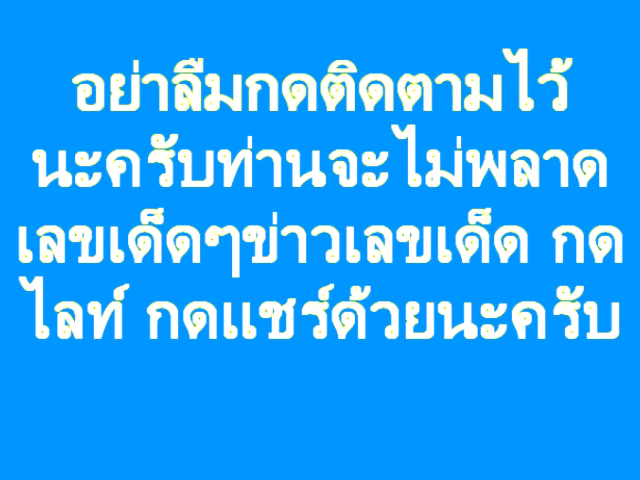 อย่าลืมกดติดตามไว้
นะครับท่านจะไม่พลาด
เลขเด็ดๆข่าวเลขเด็ด กด
ไลท์ กดแชร์ด้วยนะครับ